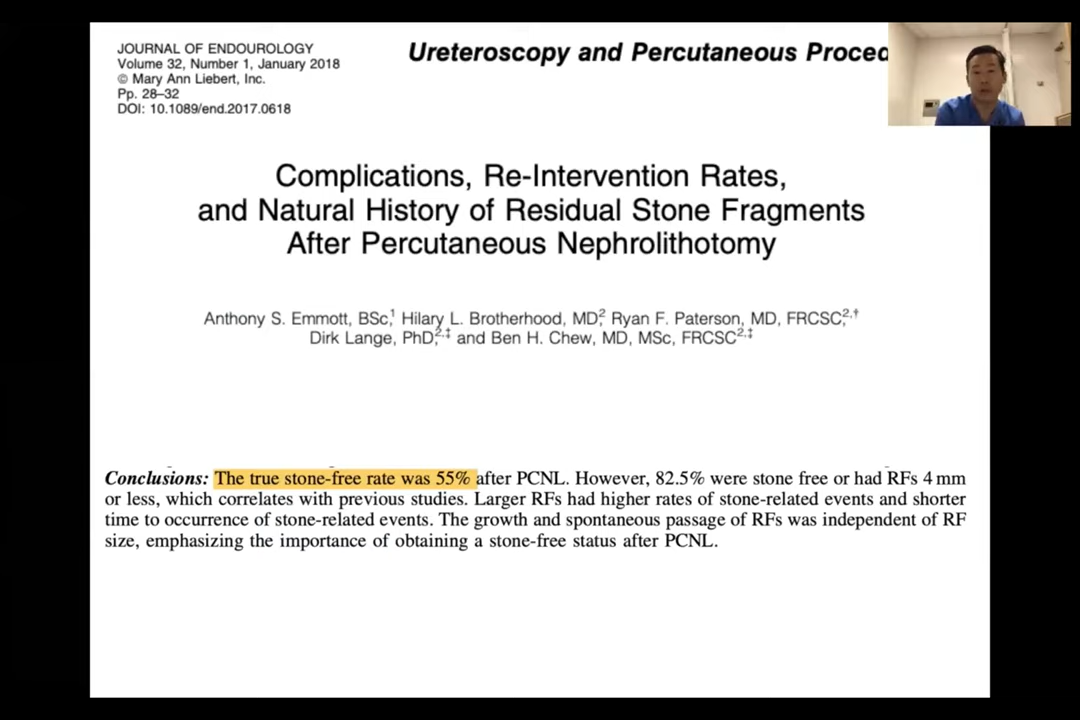 JOURNAL OF ENDOUROLOGY
Volume 32, Number 1, January 2018
© Mary Ann Liebert, Inc.
Pp. 28–32
DOI: 10.1089/end.2017.0618
Ureteroscopy and Percutaneous Proced
Complications, Re-Intervention Rates,
and Natural History of Residual Stone Fragments
After Percutaneous Nephrolithotomy
Anthony S. Emmott, BSc,1 Hilary L. Brotherhood, MD,2 Ryan F. Paterson, MD, FRCSC,2,†
Dirk Lange, PhD,2,‡ and Ben H. Chew, MD, MSc, FRCSC2,‡
Conclusions: The true stone-free rate was 55% after PCNL. However, 82.5% were stone free or had RFs 4 mm
or less, which correlates with previous studies. Larger RFs had higher rates of stone-related events and shorter
time to occurrence of stone-related events. The growth and spontaneous passage of RFs was independent of RF
size, emphasizing the importance of obtaining a stone-free status after PCNL.